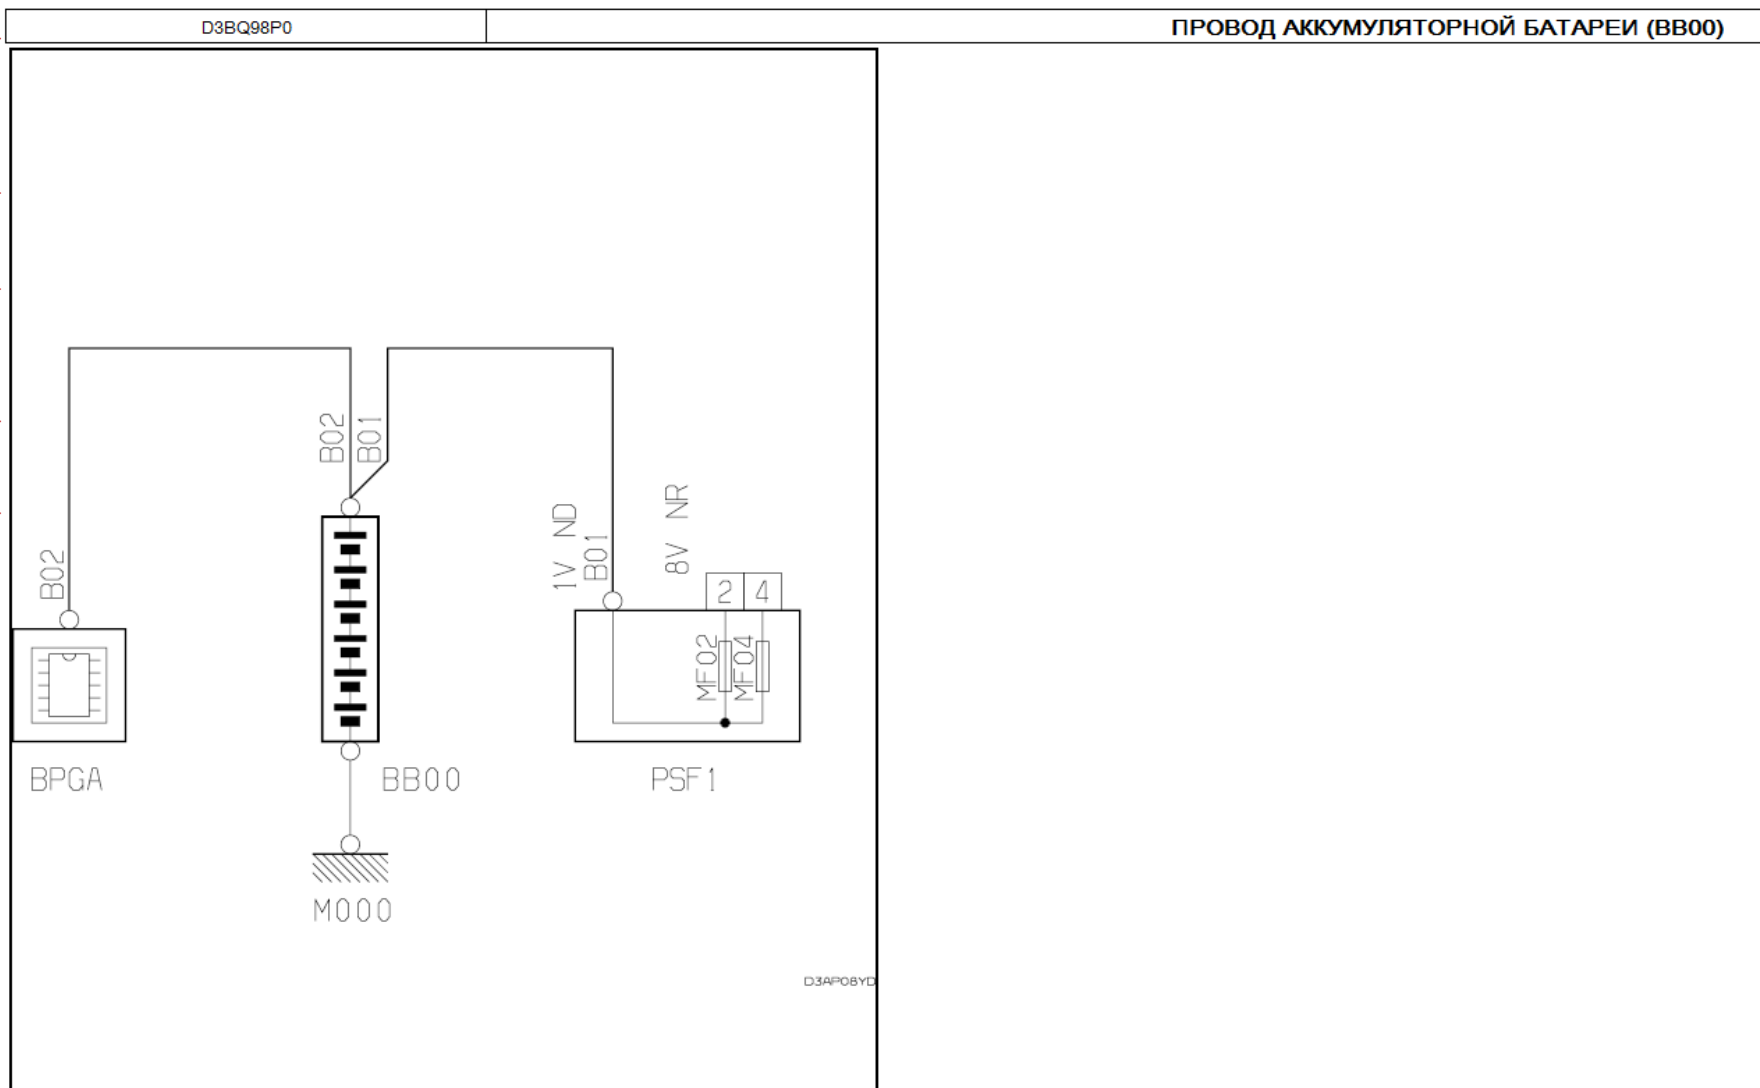 D3BQ98P0
ПРОВОД АККУМУЛЯТОРНОЙ БАТАРЕИ (BB00)
B02
B01
B02
1V ND
B01
8V NR
2
4
MF02
MF04
BPGA
BB00
PSF1
M000
D3AP08YD